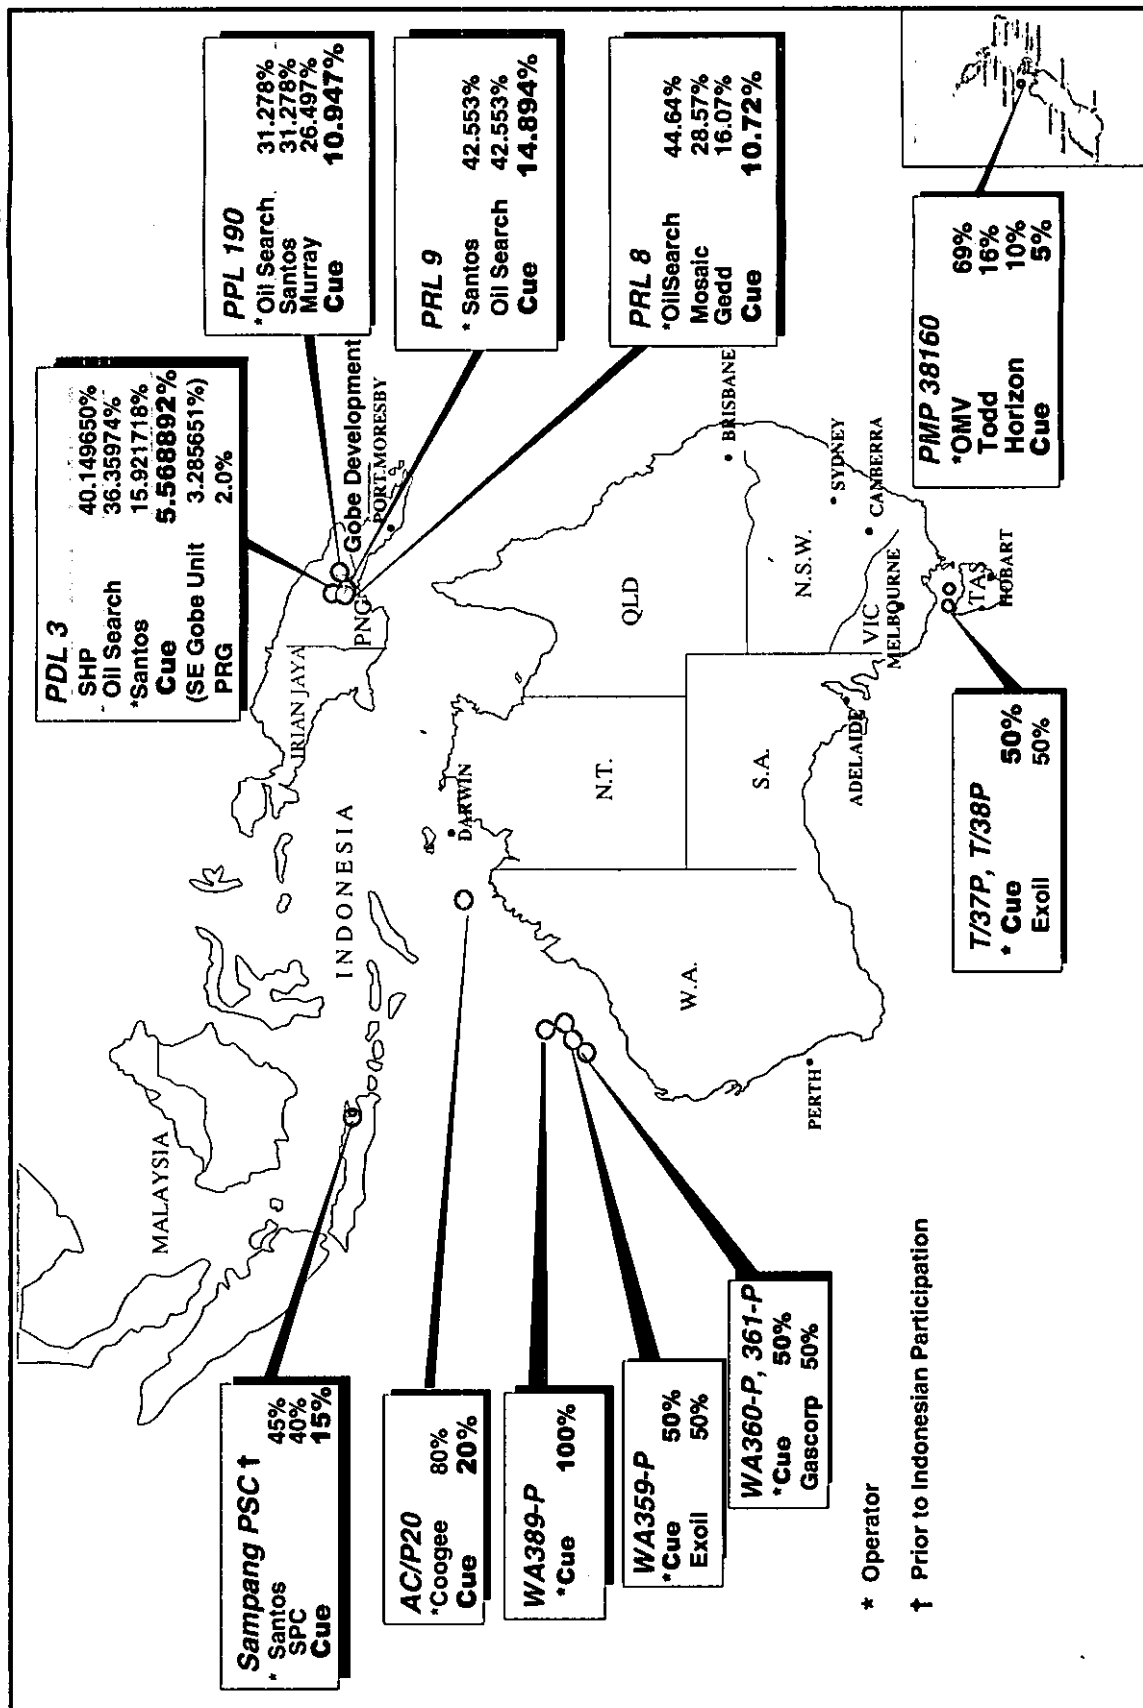 PDL 3
SHP 40.149650%
Oil Search 36.35974%
*Santos 15.921718%
Cue 5.568892%
(SE Gobe Unit 3.285651%)
PRG 2.0%
PPL 190
*Oil Search 31.278%
Santos 31.278%
Murray 26.497%
Cue 10.947%
PRL 9
* Santos 42.553%
Oil Search 42.553%
Cue 14.894%
PRL 8
*OilSearch 44.64%
Mosaic 28.57%
Gedd 16.07%
Cue 10.72%
PMP 38160
*OMV 69%
Todd 16%
Horizon 10%
Cue 5%
T/37P, T/38P
* Cue 50%
Exoil 50%
Sampang PSC †
* Santos 45%
SPC 40%
Cue 15%
AC/P20
*Coogee 80%
Cue 20%
WA389-P
*Cue 100%
WA359-P
*Cue 50%
Exoil 50%
WA360-P, 361-P
*Cue 50%
Gascorp 50%
MALAYSIA
INDONESIA
IRIAN JAYA
PNG
Gobe Development
PORT MORESBY
DARWIN
W.A.
N.T.
S.A.
QLD
N.S.W.
VIC
TAS
PERTH
ADELAIDE
MELBOURNE
HOBART
CANBERRA
SYDNEY
BRISBANE
* Operator
† Prior to Indonesian Participation